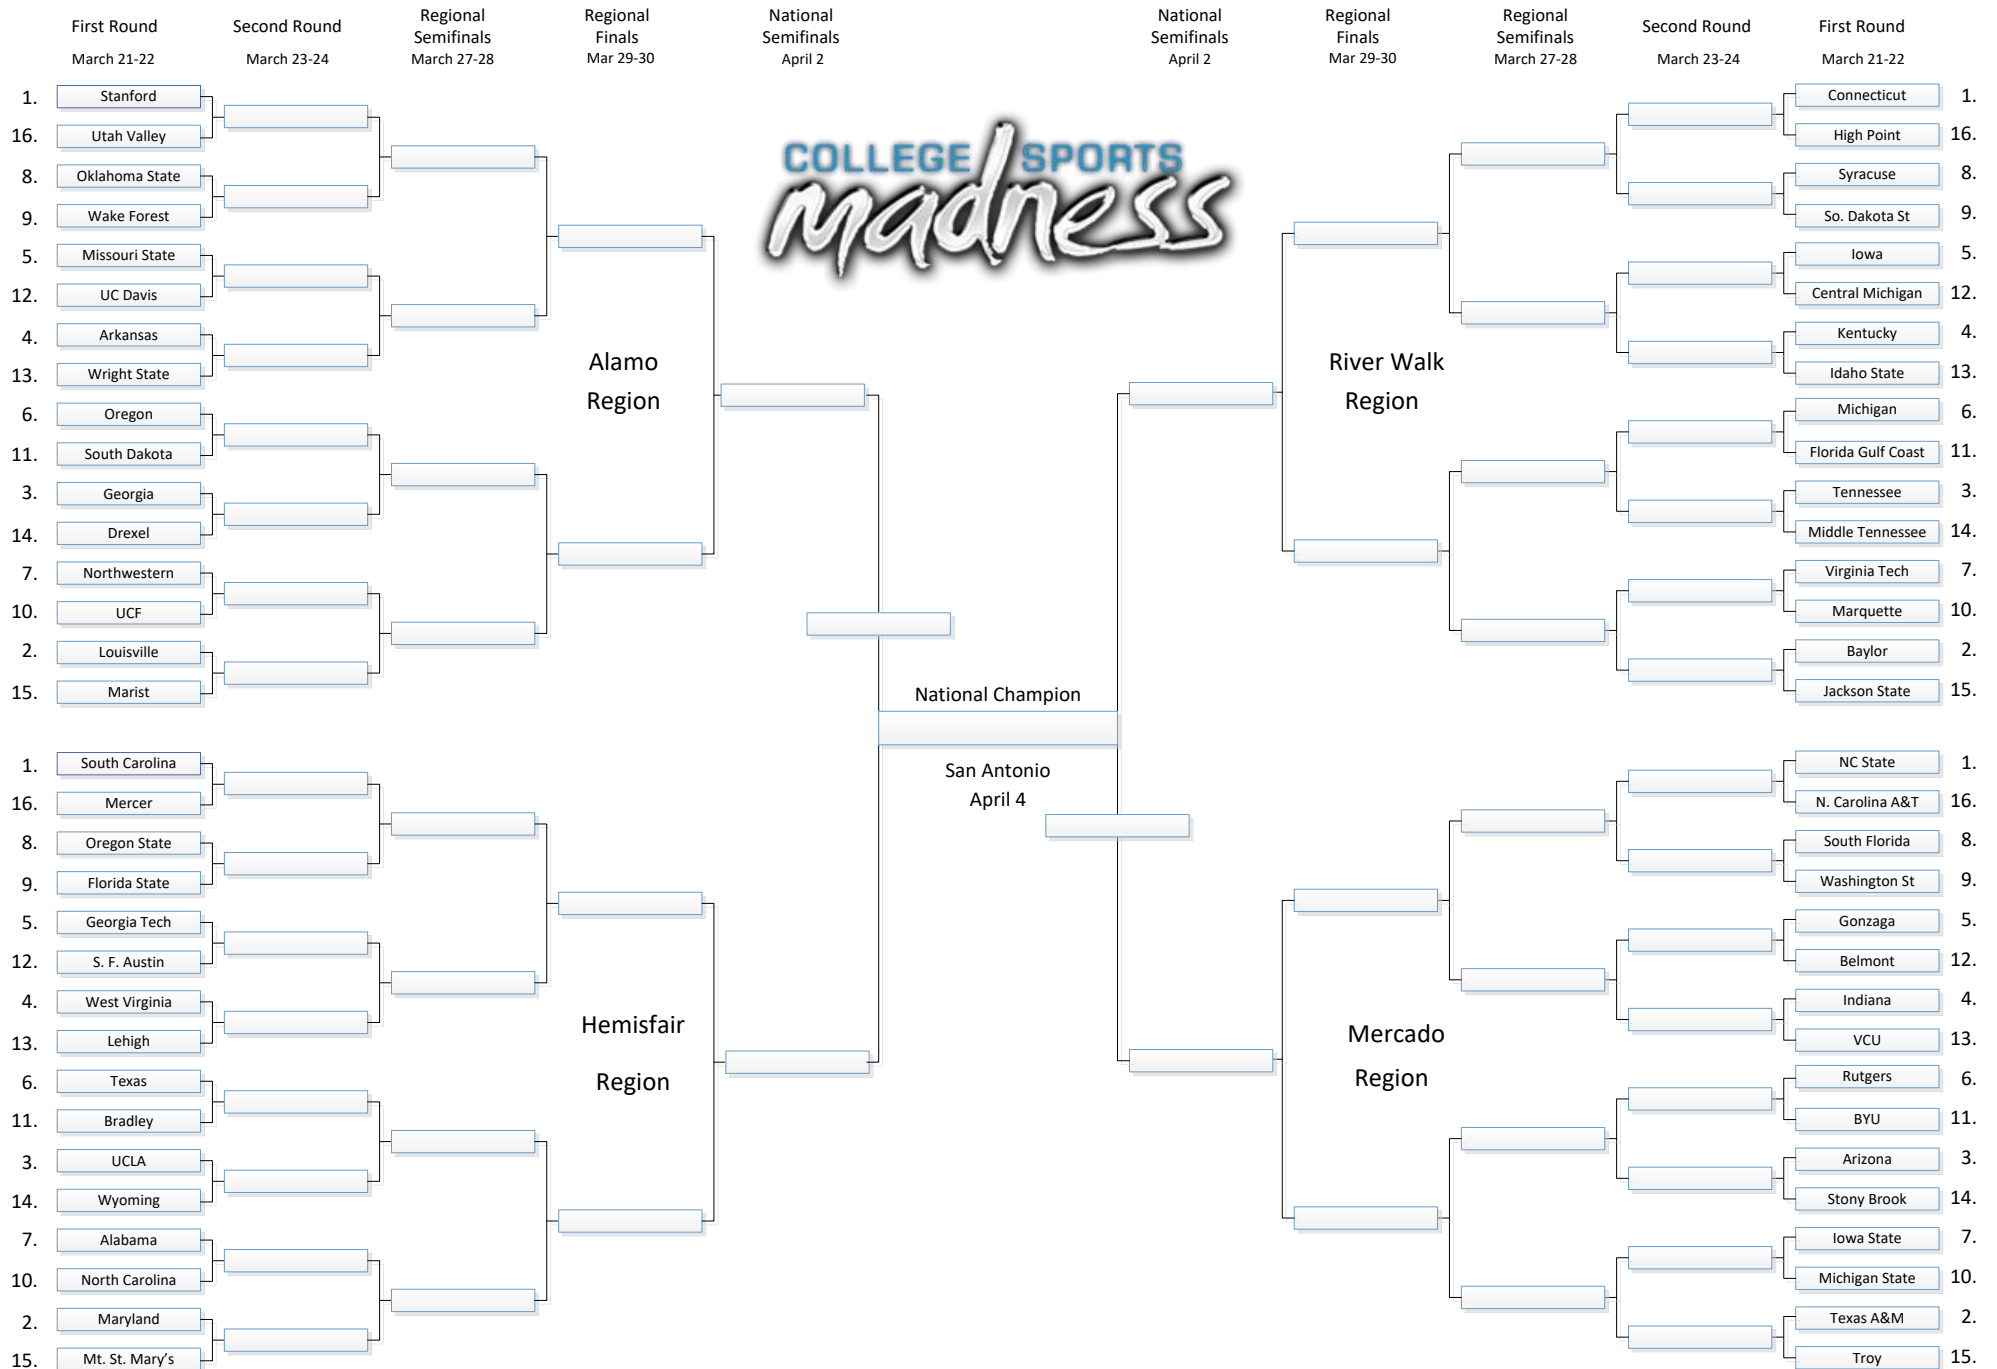 First Round
March 21-22
Second Round
March 23-24
Regional
Semifinals
March 27-28
Regional
Finals
Mar 29-30
National
Semifinals
April 2
National
Semifinals
April 2
Regional
Finals
Mar 29-30
Regional
Semifinals
March 27-28
Second Round
March 23-24
First Round
March 21-22
COLLEGE SPORTS
madness
1. Stanford
16. Utah Valley
8. Oklahoma State
9. Wake Forest
5. Missouri State
12. UC Davis
4. Arkansas
13. Wright State
6. Oregon
11. South Dakota
3. Georgia
14. Drexel
7. Northwestern
10. UCF
2. Louisville
15. Marist
Alamo
Region
1. South Carolina
16. Mercer
8. Oregon State
9. Florida State
5. Georgia Tech
12. S. F. Austin
4. West Virginia
13. Lehigh
6. Texas
11. Bradley
3. UCLA
14. Wyoming
7. Alabama
10. North Carolina
2. Maryland
15. Mt. St. Mary’s
Hemisfair
Region
National Champion
San Antonio
April 4
River Walk
Region
Connecticut 1.
High Point 16.
Syracuse 8.
So. Dakota St 9.
Iowa 5.
Central Michigan 12.
Kentucky 4.
Idaho State 13.
Michigan 6.
Florida Gulf Coast 11.
Tennessee 3.
Middle Tennessee 14.
Virginia Tech 7.
Marquette 10.
Baylor 2.
Jackson State 15.
Mercado
Region
NC State 1.
N. Carolina A&T 16.
South Florida 8.
Washington St 9.
Gonzaga 5.
Belmont 12.
Indiana 4.
VCU 13.
Rutgers 6.
BYU 11.
Arizona 3.
Stony Brook 14.
Iowa State 7.
Michigan State 10.
Texas A&M 2.
Troy 15.